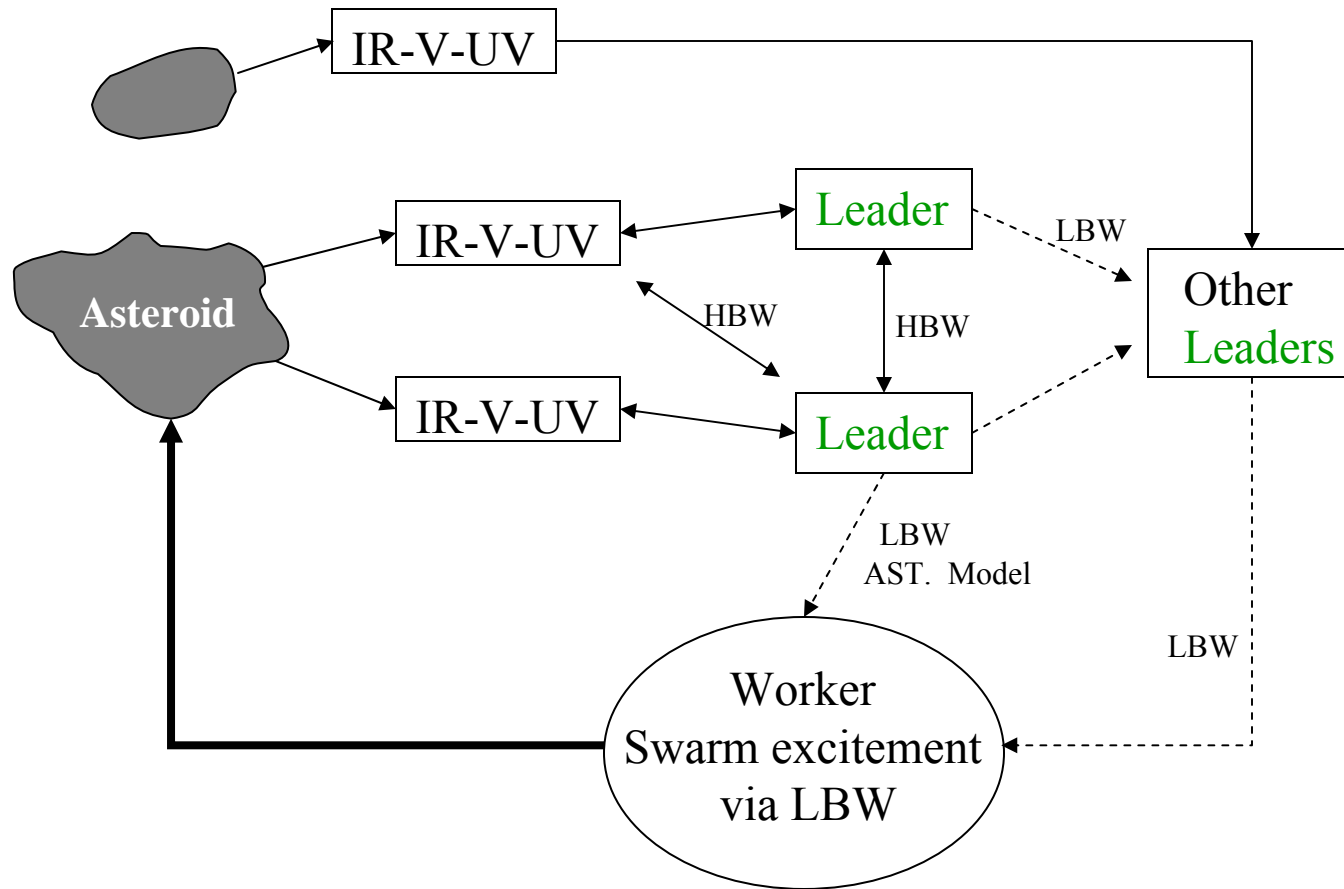 IR-V-UV
Leader
IR-V-UV
LBW
Other
Leaders
Asteroid
HBW
HBW
IR-V-UV
Leader
LBW
AST. Model
LBW
Worker
Swarm excitement
via LBW